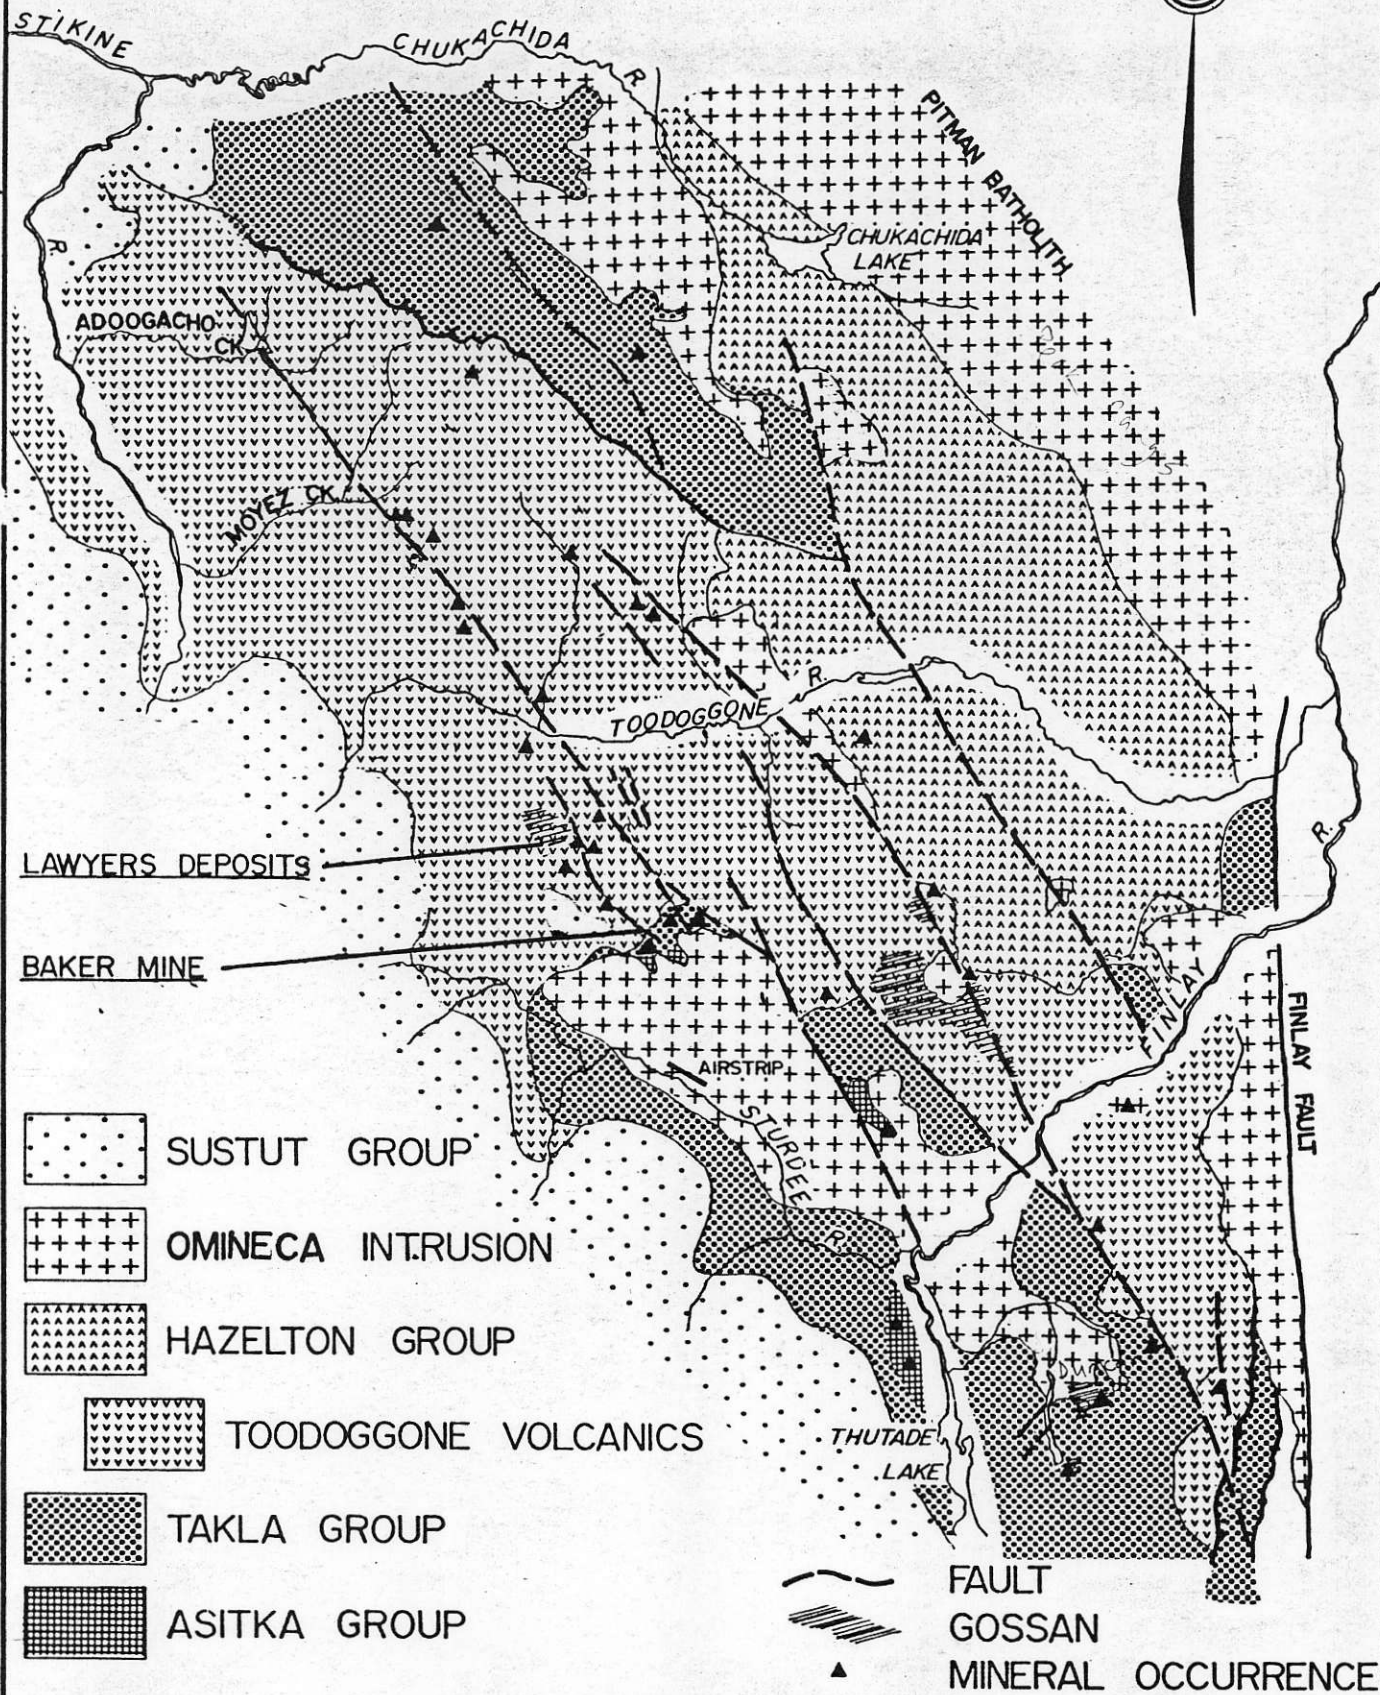 STIKINE
R.
CHUKACHIDA
R.
PITMAN BATHOLITH
CHUKACHIDA
LAKE
ADOOGACHO
CK.
MOYEZ CK.
TOODOGGONE
R.
LAWYERS DEPOSITS
BAKER MINE
R.
FINLAY
FINLAY FAULT
AIRSTRIP
STURDEE
R.
THUTADE
LAKE
SUSTUT GROUP
OMINECA INTRUSION
HAZELTON GROUP
TOODOGGONE VOLCANICS
TAKLA GROUP
ASITKA GROUP
FAULT
GOSSAN
MINERAL OCCURRENCE